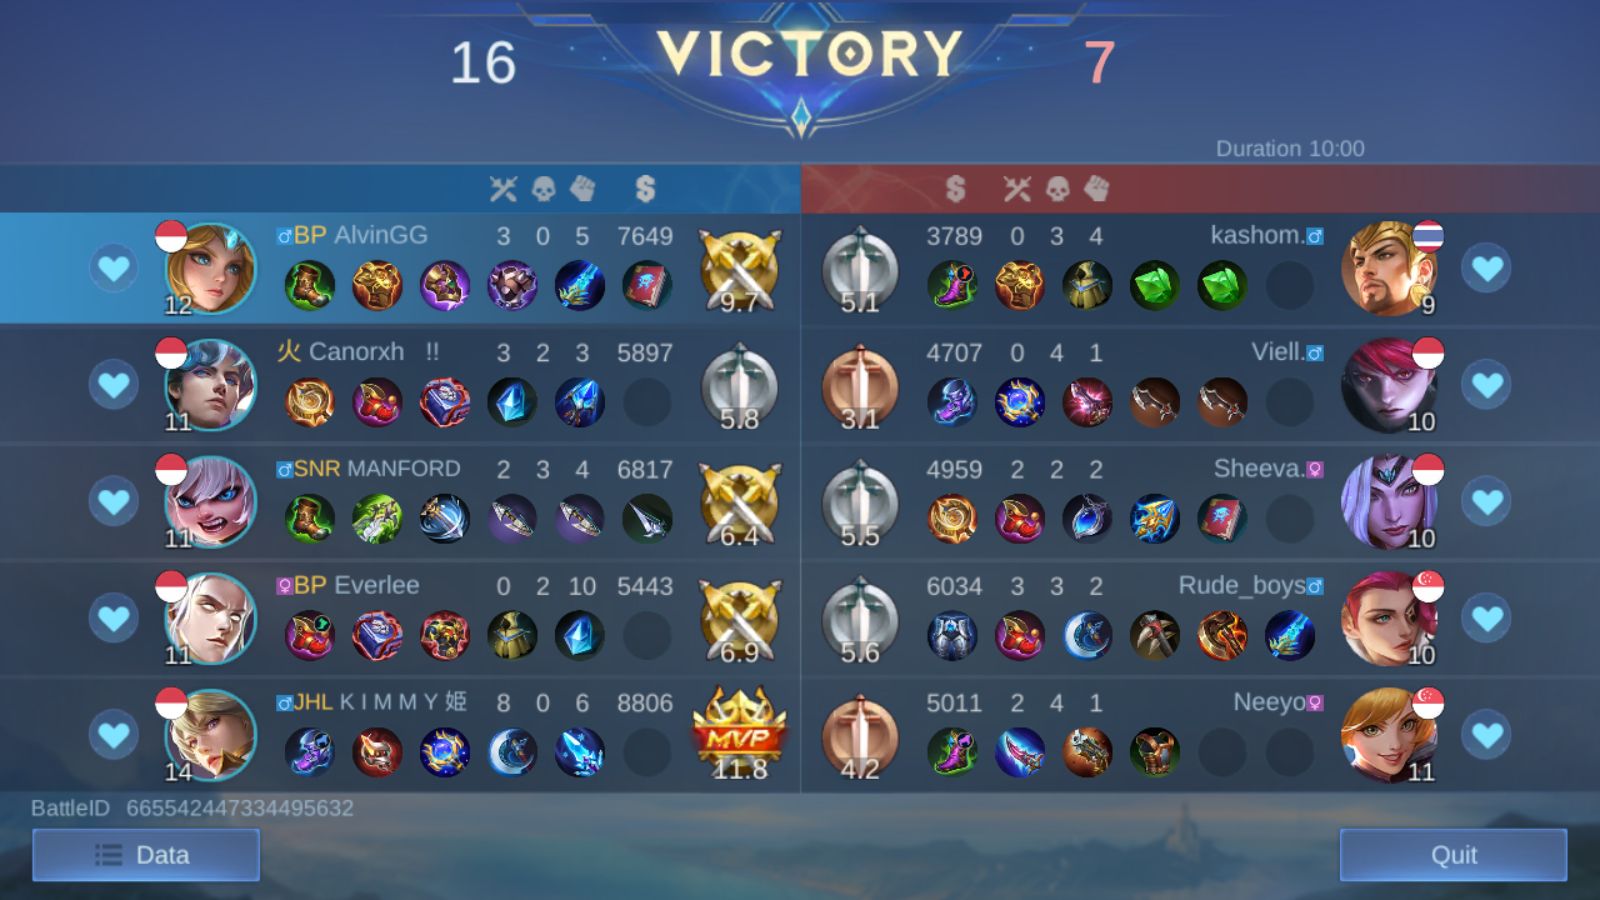 16 VICTORY 7
Duration 10:00
BP AlvinGG 3 0 5 7649 9.7 12
5.1 3789 0 3 4 kashom. 9
火 Canorxh !! 3 2 3 5897 5.8 11
3.1 4707 0 4 1 Viell. 10
SNR MANFORD 2 3 4 6817 6.4 11
5.5 4959 2 2 2 Sheeva. 10
BP Everlee 0 2 10 5443 6.9 11
5.6 6034 3 3 2 Rude_boys 10
JHL K I M M Y 姬 8 0 6 8806 MVP 11.8 14
4.2 5011 2 4 1 Neeyo 11
BattleID 665542447334495632
Data
Quit